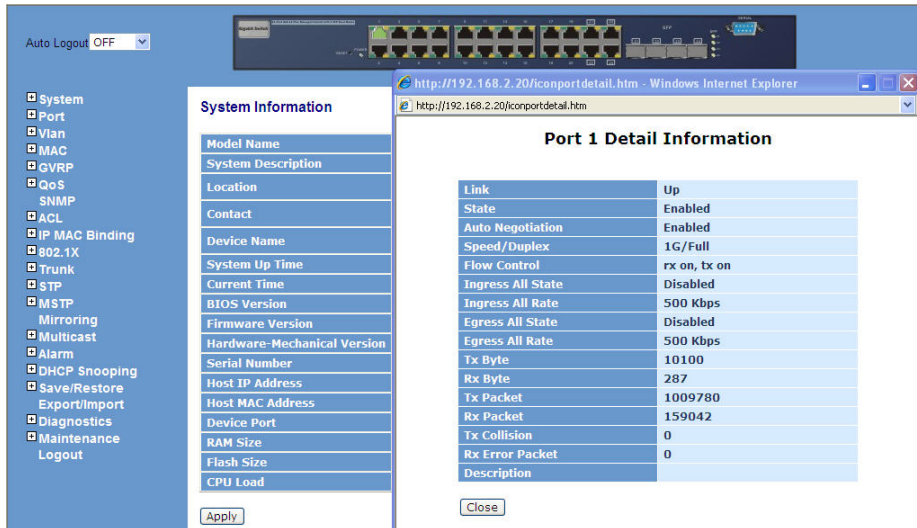 Auto Logout OFF
Gigabit Switch
SFP
SERIAL
System
Port
Vlan
MAC
GVRP
QoS
SNMP
ACL
IP MAC Binding
802.1X
Trunk
STP
MSTP
Mirroring
Multicast
Alarm
DHCP Snooping
Save/Restore
Export/Import
Diagnostics
Maintenance
Logout
System Information
Model Name
System Description
Location
Contact
Device Name
System Up Time
Current Time
BIOS Version
Firmware Version
Hardware-Mechanical Version
Serial Number
Host IP Address
Host MAC Address
Device Port
RAM Size
Flash Size
CPU Load
Apply
http://192.168.2.20/iconportdetail.htm - Windows Internet Explorer
http://192.168.2.20/iconportdetail.htm
Port 1 Detail Information
Link Up
State Enabled
Auto Negotiation Enabled
Speed/Duplex 1G/Full
Flow Control rx on, tx on
Ingress All State Disabled
Ingress All Rate 500 Kbps
Egress All State Disabled
Egress All Rate 500 Kbps
Tx Byte 10100
Rx Byte 287
Tx Packet 1009780
Rx Packet 159042
Tx Collision 0
Rx Error Packet 0
Description
Close